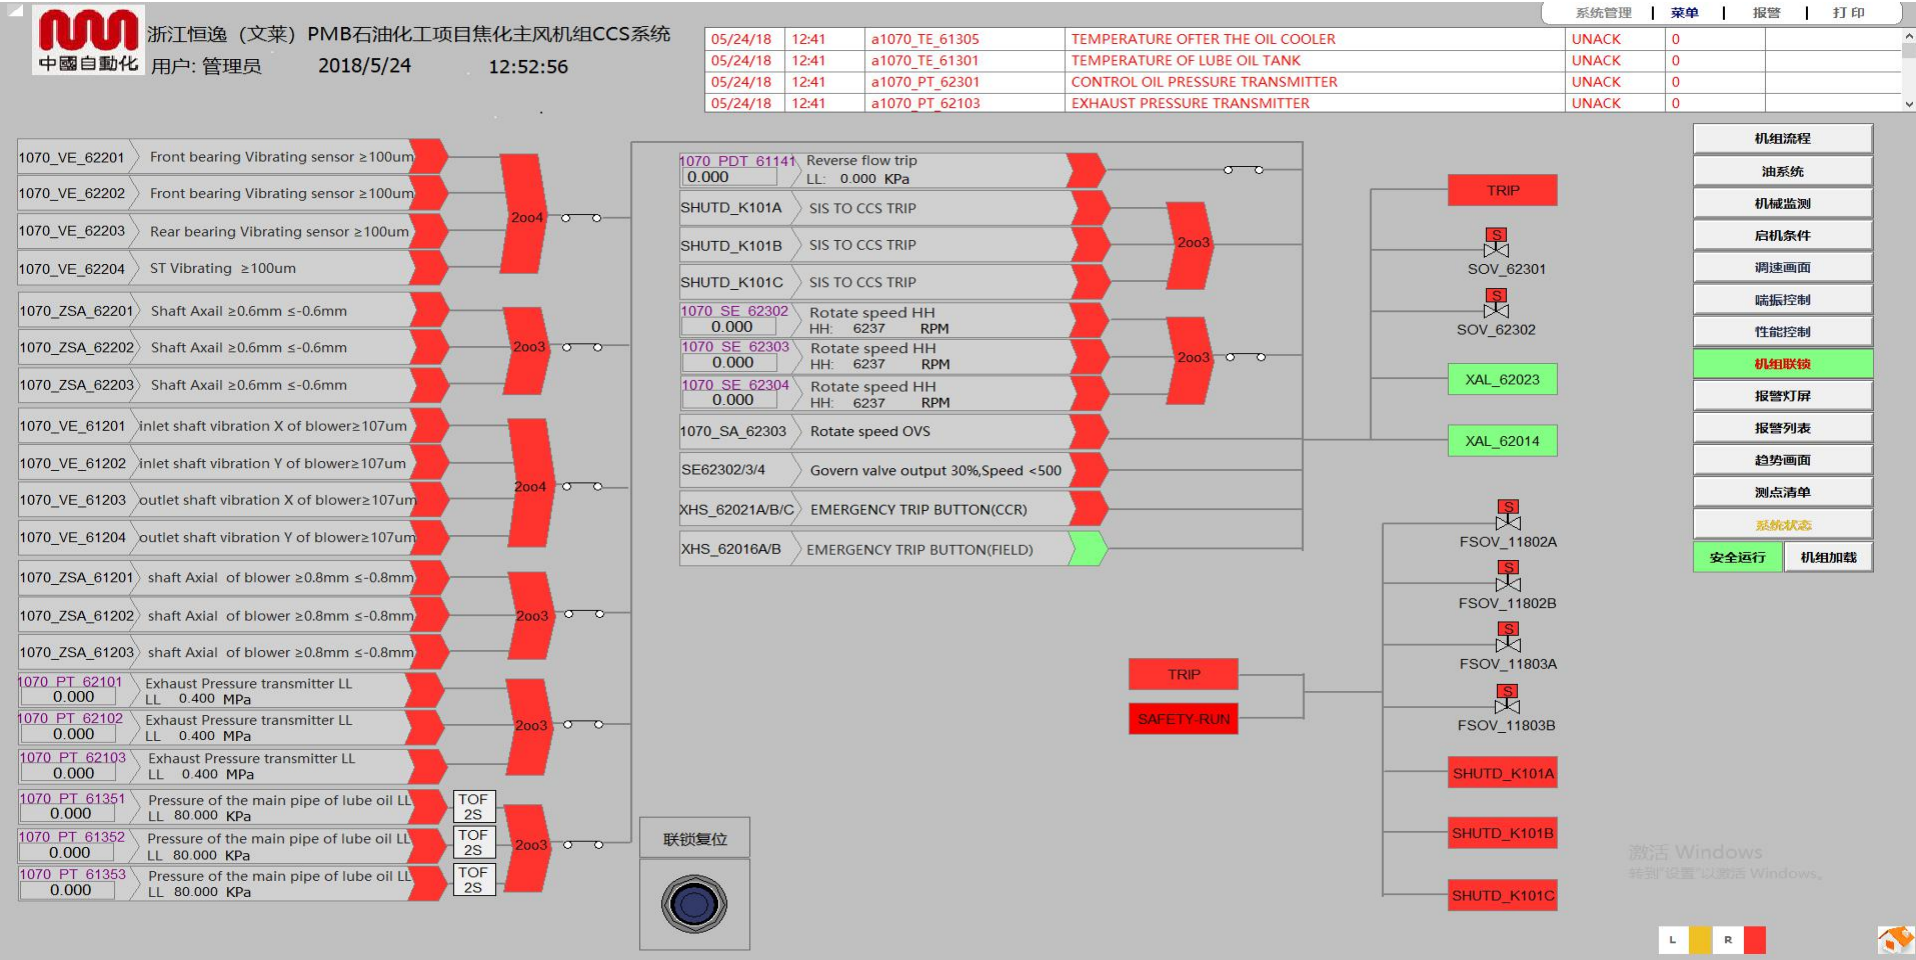 中國自動化
浙江恒逸（文莱）PMB石油化工项目焦化主风机组CCS系统
用户: 管理员 2018/5/24 12:52:56
系统管理 | 菜单 | 报警 | 打 印
05/24/18 12:41 a1070_TE_61305 TEMPERATURE OFTER THE OIL COOLER UNACK 0
05/24/18 12:41 a1070_TE_61301 TEMPERATURE OF LUBE OIL TANK UNACK 0
05/24/18 12:41 a1070_PT_62301 CONTROL OIL PRESSURE TRANSMITTER UNACK 0
05/24/18 12:41 a1070_PT_62103 EXHAUST PRESSURE TRANSMITTER UNACK 0
1070_VE_62201 Front bearing Vibrating sensor ≥100um
1070_VE_62202 Front bearing Vibrating sensor ≥100um
1070_VE_62203 Rear bearing Vibrating sensor ≥100um
1070_VE_62204 ST Vibrating ≥100um
2oo4
1070_ZSA_62201 Shaft Axail ≥0.6mm ≤-0.6mm
1070_ZSA_62202 Shaft Axail ≥0.6mm ≤-0.6mm
1070_ZSA_62203 Shaft Axail ≥0.6mm ≤-0.6mm
2oo3
1070_VE_61201 inlet shaft vibration X of blower≥107um
1070_VE_61202 inlet shaft vibration Y of blower≥107um
1070_VE_61203 outlet shaft vibration X of blower≥107um
1070_VE_61204 outlet shaft vibration Y of blower≥107um
2oo4
1070_ZSA_61201 shaft Axial of blower ≥0.8mm ≤-0.8mm
1070_ZSA_61202 shaft Axial of blower ≥0.8mm ≤-0.8mm
1070_ZSA_61203 shaft Axial of blower ≥0.8mm ≤-0.8mm
2oo3
1070_PT_62101 Exhaust Pressure transmitter LL
0.000 LL 0.400 MPa
1070_PT_62102 Exhaust Pressure transmitter LL
0.000 LL 0.400 MPa
1070_PT_62103 Exhaust Pressure transmitter LL
0.000 LL 0.400 MPa
2oo3
1070_PT_61351 Pressure of the main pipe of lube oil LL
0.000 LL 80.000 KPa
TOF
2S
1070_PT_61352 Pressure of the main pipe of lube oil LL
0.000 LL 80.000 KPa
TOF
2S
1070_PT_61353 Pressure of the main pipe of lube oil LL
0.000 LL 80.000 KPa
TOF
2S
2oo3
1070_PDT_61141 Reverse flow trip
0.000 LL: 0.000 KPa
SHUTD_K101A SIS TO CCS TRIP
SHUTD_K101B SIS TO CCS TRIP
SHUTD_K101C SIS TO CCS TRIP
2oo3
1070_SE_62302 Rotate speed HH
0.000 HH: 6237 RPM
1070_SE_62303 Rotate speed HH
0.000 HH: 6237 RPM
1070_SE_62304 Rotate speed HH
0.000 HH: 6237 RPM
2oo3
1070_SA_62303 Rotate speed OVS
SE62302/3/4 Govern valve output 30%,Speed <500
XHS_62021A/B/C EMERGENCY TRIP BUTTON(CCR)
XHS_62016A/B EMERGENCY TRIP BUTTON(FIELD)
联锁复位
TRIP
S
SOV_62301
S
SOV_62302
XAL_62023
XAL_62014
S
FSOV_11802A
S
FSOV_11802B
S
FSOV_11803A
S
FSOV_11803B
TRIP
SAFETY-RUN
SHUTD_K101A
SHUTD_K101B
SHUTD_K101C
机组流程
油系统
机械监测
启机条件
调速画面
喘振控制
性能控制
机组联锁
报警灯屏
报警列表
趋势画面
测点清单
系统状态
安全运行 机组加载
激活 Windows
转到"设置"以激活 Windows。
L R